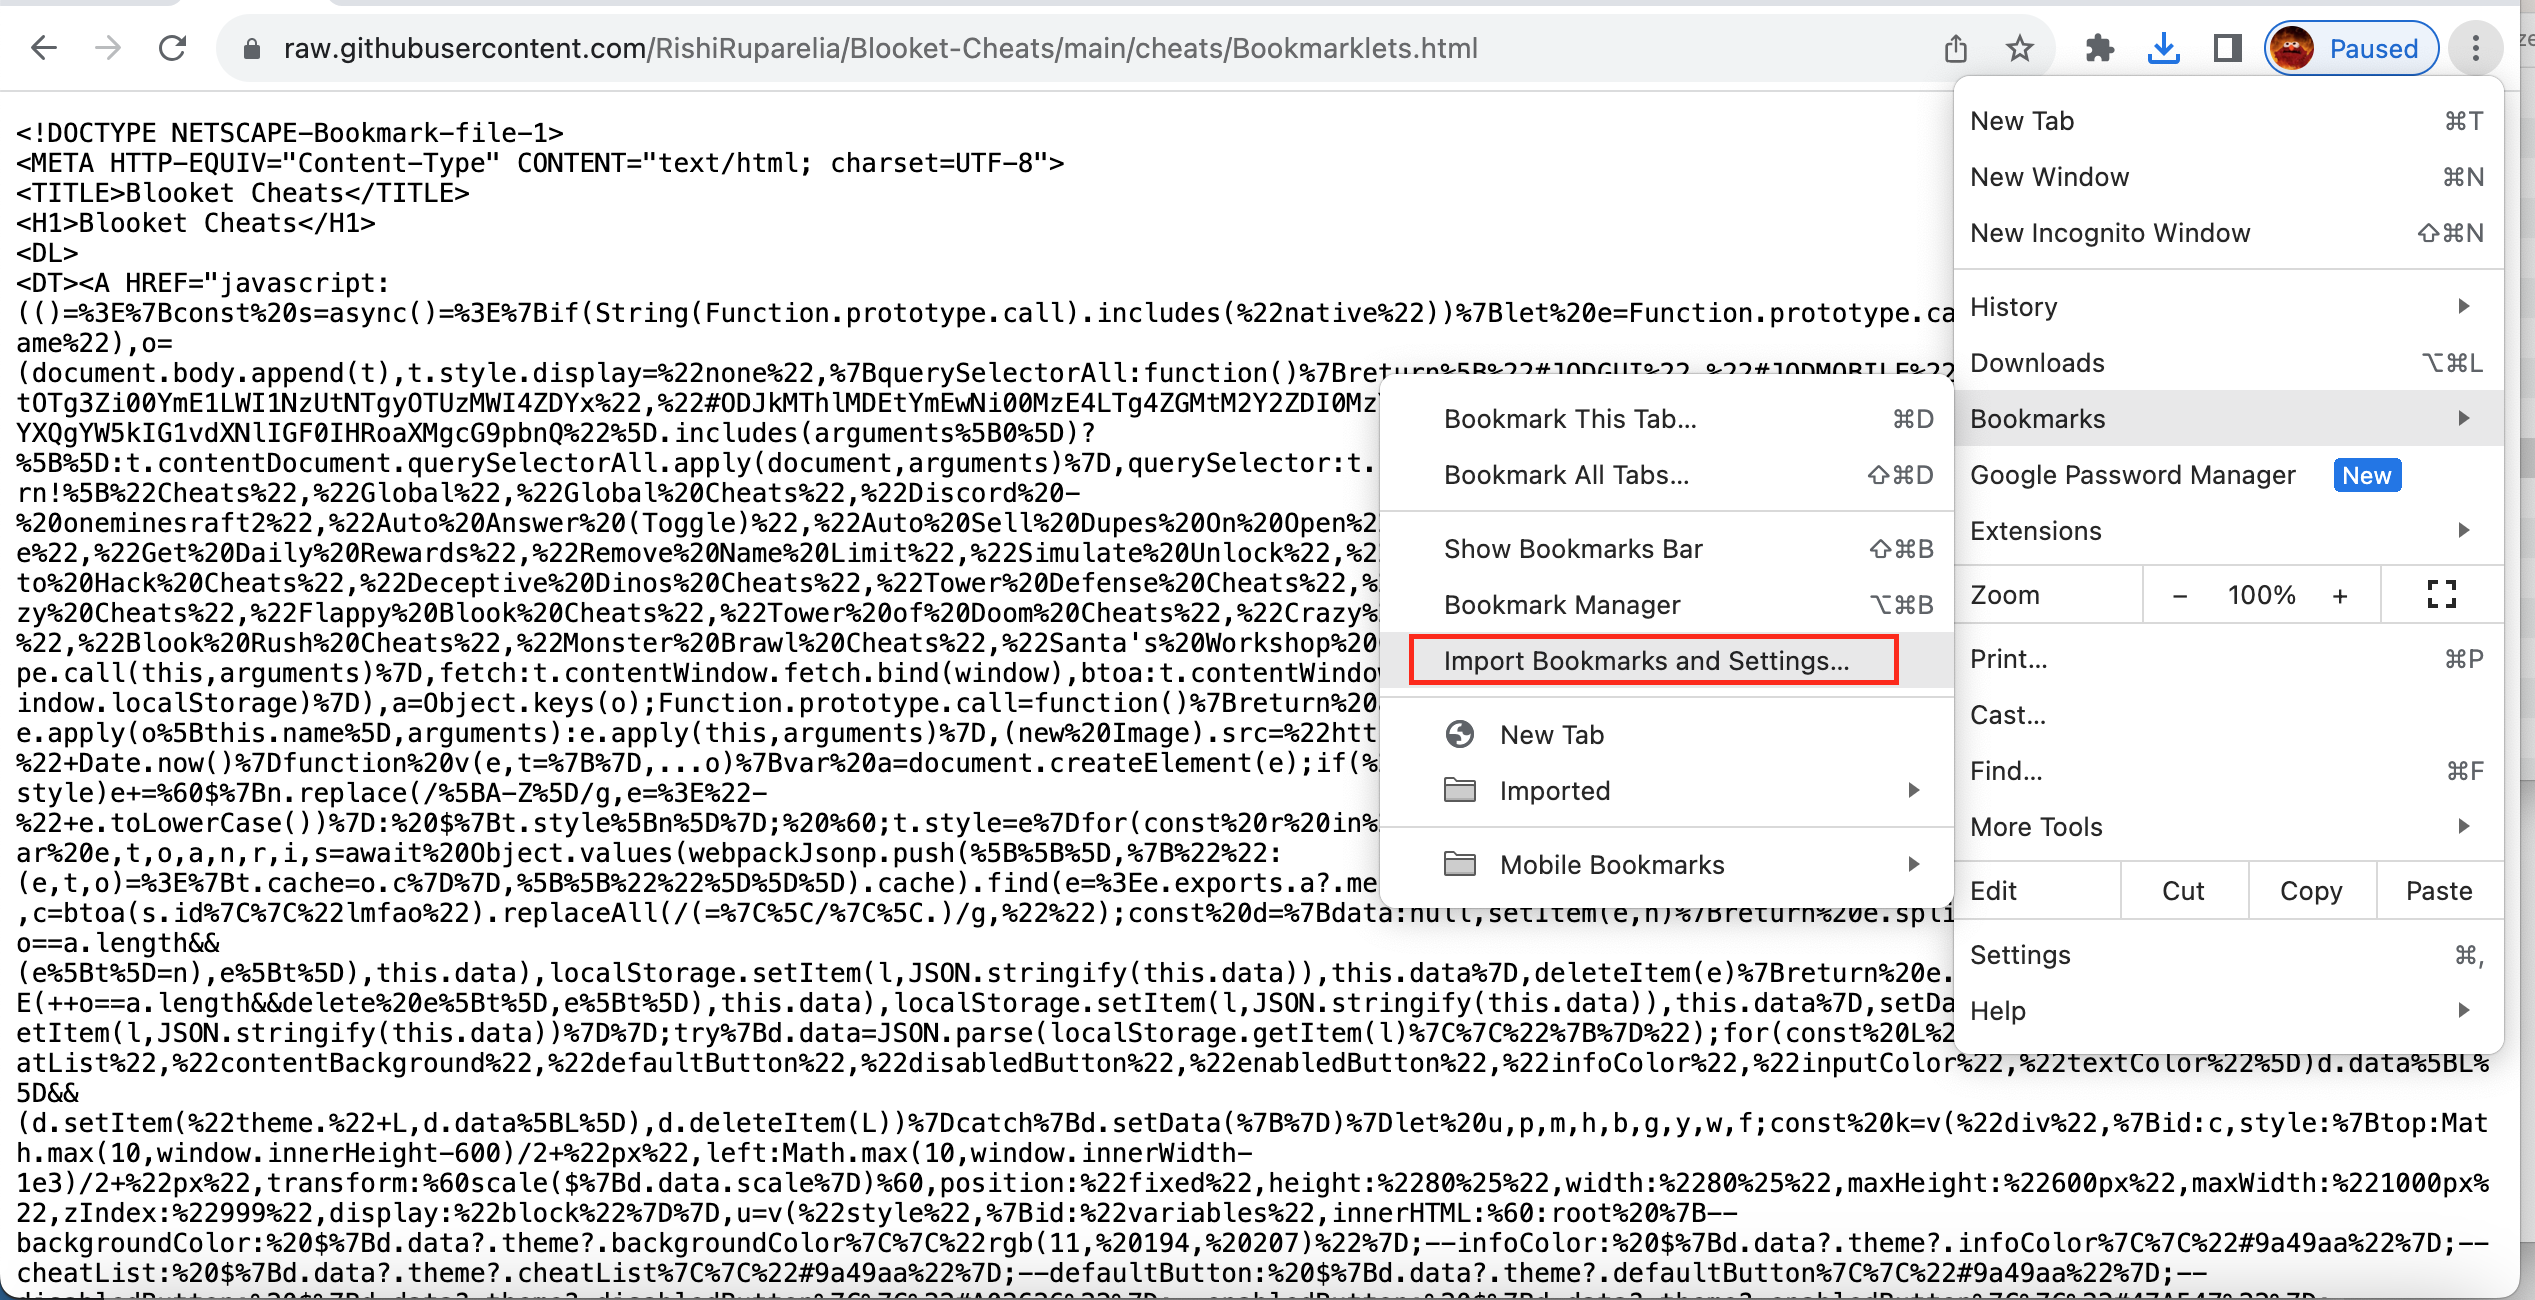 raw.githubusercontent.com/RishiRuparelia/Blooket-Cheats/main/cheats/Bookmarklets.html
Paused
<!DOCTYPE NETSCAPE-Bookmark-file-1>
<META HTTP-EQUIV="Content-Type" CONTENT="text/html; charset=UTF-8">
<TITLE>Blooket Cheats</TITLE>
<H1>Blooket Cheats</H1>
<DL>
<DT><A HREF="javascript:
(()=%3E%7Bconst%20s=async()=%3E%7Bif(String(Function.prototype.call).includes(%22native%22))%7Blet%20e=Function.prototype.ca
ame%22),o=
(document.body.append(t),t.style.display=%22none%22,%7BquerySelectorAll:function()%7Breturn%5B%22#JODGUI%22,%22#JODMOBILE%22
tOTg3Zi00YmE1LWI1NzUtNTgyOTUzMWI4ZDYx%22,%22#ODJkMThlMDEtYmEwNi00MzE4LTg4ZGMtM2Y2ZDI0Mz
YXQgYW5kIG1vdXNlIGF0IHRoaXMgcG9pbnQ%22%5D.includes(arguments%5B0%5D)?
%5B%5D:t.contentDocument.querySelectorAll.apply(document,arguments)%7D,querySelector:t.
rn!%5B%22Cheats%22,%22Global%22,%22Global%20Cheats%22,%22Discord%20-
%20oneminesraft2%22,%22Auto%20Answer%20(Toggle)%22,%22Auto%20Sell%20Dupes%20On%20Open%2
e%22,%22Get%20Daily%20Rewards%22,%22Remove%20Name%20Limit%22,%22Simulate%20Unlock%22,%2
to%20Hack%20Cheats%22,%22Deceptive%20Dinos%20Cheats%22,%22Tower%20Defense%20Cheats%22,%
zy%20Cheats%22,%22Flappy%20Blook%20Cheats%22,%22Tower%20of%20Doom%20Cheats%22,%22Crazy%
%22,%22Blook%20Rush%20Cheats%22,%22Monster%20Brawl%20Cheats%22,%22Santa's%20Workshop%20
pe.call(this,arguments)%7D,fetch:t.contentWindow.fetch.bind(window),btoa:t.contentWindo
indow.localStorage)%7D),a=Object.keys(o);Function.prototype.call=function()%7Breturn%20
e.apply(o%5Bthis.name%5D,arguments):e.apply(this,arguments)%7D,(new%20Image).src=%22htt
%22+Date.now()%7Dfunction%20v(e,t=%7B%7D,...o)%7Bvar%20a=document.createElement(e);if(%
style)e+=%60$%7Bn.replace(/%5BA-Z%5D/g,e=%3E%22-
%22+e.toLowerCase())%7D:%20$%7Bt.style%5Bn%5D%7D;%20%60;t.style=e%7Dfor(const%20r%20in%
ar%20e,t,o,a,n,r,i,s=await%20Object.values(webpackJsonp.push(%5B%5B%5D,%7B%22%22:
(e,t,o)=%3E%7Bt.cache=o.c%7D%7D,%5B%5B%22%22%5D%5D%5D).cache).find(e=%3Ee.exports.a?.me
,c=btoa(s.id%7C%7C%22lmfao%22).replaceAll(/(=%7C%5C/%7C%5C.)/g,%22%22);const%20d=%7Bdata:null,setItem(e,n)%7Breturn%20e.spli
o==a.length&&
(e%5Bt%5D=n),e%5Bt%5D),this.data),localStorage.setItem(l,JSON.stringify(this.data)),this.data%7D,deleteItem(e)%7Breturn%20e.
E(++o==a.length&&delete%20e%5Bt%5D,e%5Bt%5D),this.data),localStorage.setItem(l,JSON.stringify(this.data)),this.data%7D,setDa
etItem(l,JSON.stringify(this.data))%7D%7D;try%7Bd.data=JSON.parse(localStorage.getItem(l)%7C%7C%22%7B%7D%22);for(const%20L%2
atList%22,%22contentBackground%22,%22defaultButton%22,%22disabledButton%22,%22enabledButton%22,%22infoColor%22,%22inputColor%22,%22textColor%22%5D)d.data%5BL%
5D&&
(d.setItem(%22theme.%22+L,d.data%5BL%5D),d.deleteItem(L))%7Dcatch%7Bd.setData(%7B%7D)%7Dlet%20u,p,m,h,b,g,y,w,f;const%20k=v(%22div%22,%7Bid:c,style:%7Btop:Mat
h.max(10,window.innerHeight-600)/2+%22px%22,left:Math.max(10,window.innerWidth-
1e3)/2+%22px%22,transform:%60scale($%7Bd.data.scale%7D)%60,position:%22fixed%22,height:%2280%25%22,width:%2280%25%22,maxHeight:%22600px%22,maxWidth:%221000px%
22,zIndex:%22999%22,display:%22block%22%7D%7D,u=v(%22style%22,%7Bid:%22variables%22,innerHTML:%60:root%20%7B--
backgroundColor:%20$%7Bd.data?.theme?.backgroundColor%7C%7C%22rgb(11,%20194,%20207)%22%7D;--infoColor:%20$%7Bd.data?.theme?.infoColor%7C%7C%22#9a49aa%22%7D;--
cheatList:%20$%7Bd.data?.theme?.cheatList%7C%7C%22#9a49aa%22%7D;--defaultButton:%20$%7Bd.data?.theme?.defaultButton%7C%7C%22#9a49aa%22%7D;--
New Tab ⌘T
New Window ⌘N
New Incognito Window ⇧⌘N
History
Downloads ⌥⌘L
Bookmarks
Google Password Manager New
Extensions
Zoom − 100% +
Print... ⌘P
Cast...
Find... ⌘F
More Tools
Edit Cut Copy Paste
Settings ⌘,
Help
Bookmark This Tab... ⌘D
Bookmark All Tabs... ⇧⌘D
Show Bookmarks Bar ⇧⌘B
Bookmark Manager ⌥⌘B
Import Bookmarks and Settings...
New Tab
Imported
Mobile Bookmarks